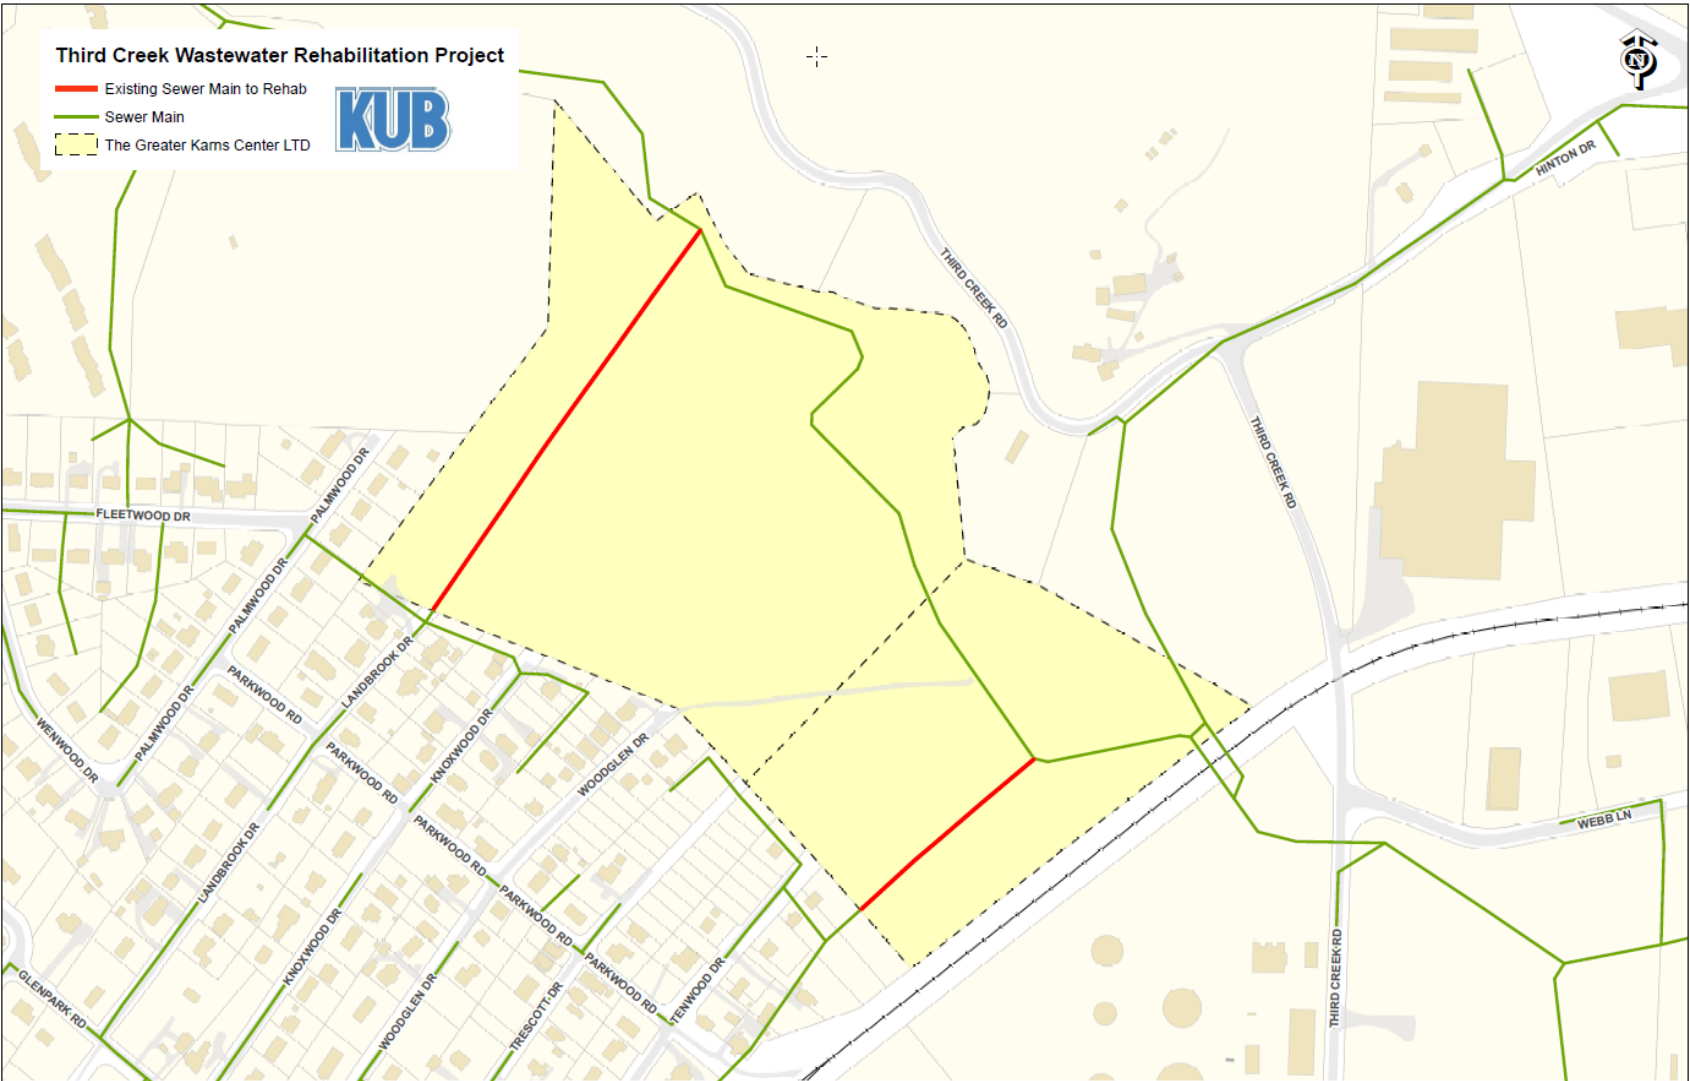 Third Creek Wastewater Rehabilitation Project
Existing Sewer Main to Rehab
Sewer Main
The Greater Karns Center LTD
KUB
N
HINTON DR
THIRD CREEK RD
THIRD CREEK RD
PALMWOOD DR
FLEETWOOD DR
PALMWOOD DR
LANDBROOK DR
PARKWOOD RD
PALMWOOD DR
WENWOOD DR
KNOXWOOD DR
WOODGLEN DR
PARKWOOD RD
PARKWOOD RD
WEBB LN
LANDBROOK DR
PARKWOOD RD
KNOXWOOD DR
PARKWOOD RD
TENWOOD DR
THIRD CREEK RD
GLENPARK RD
WOODGLEN DR
TRESCOTT DR